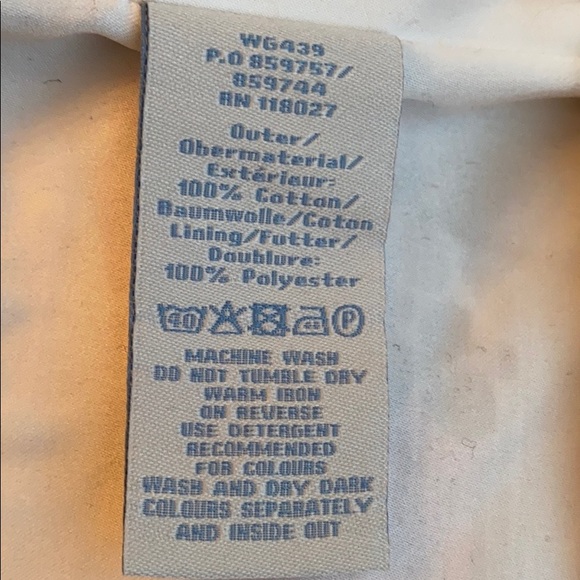 WG439
P.O 859757/
859744
RN 118027
Outer/
Obermaterial/
Extérieur:
100% Cotton/
Baumwolle/Coton
Lining/Futter/
Doublure:
100% Polyester
40 P
MACHINE WASH
DO NOT TUMBLE DRY
WARM IRON
ON REVERSE
USE DETERGENT
RECOMMENDED
FOR COLOURS
WASH AND DRY DARK
COLOURS SEPARATELY
AND INSIDE OUT